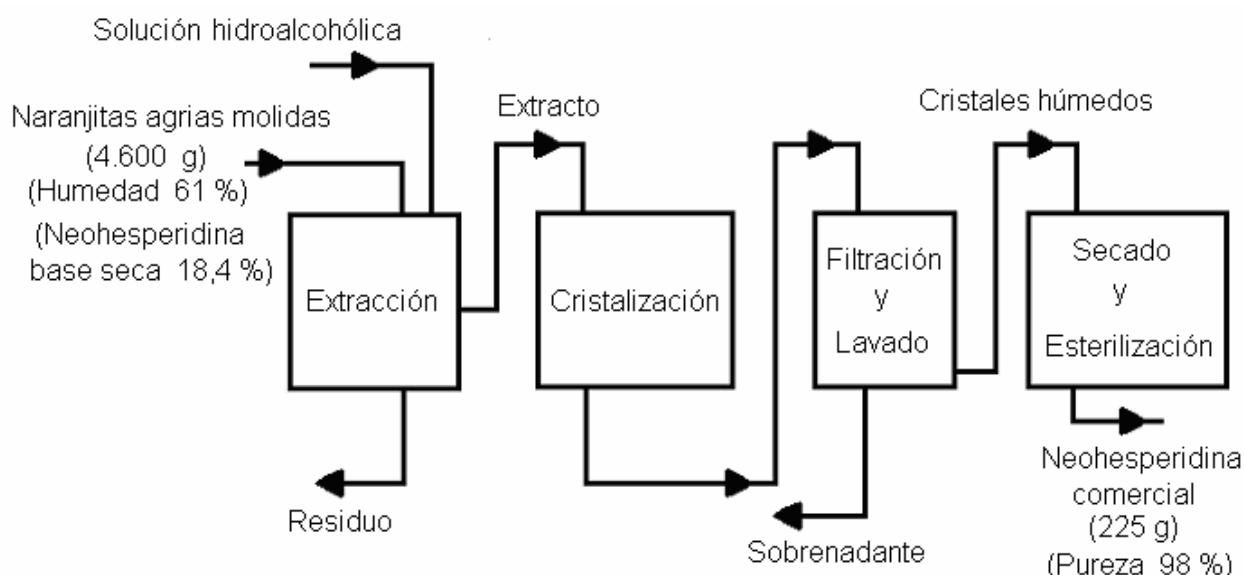 Solución hidroalcohólica
Naranjitas agrias molidas
(4.600 g)
(Humedad 61 %)
(Neohesperidina
base seca 18,4 %)
Extracción
Residuo
Extracto
Cristalización
Filtración
y
Lavado
Sobrenadante
Cristales húmedos
Secado
y
Esterilización
Neohesperidina
comercial
(225 g)
(Pureza 98 %)